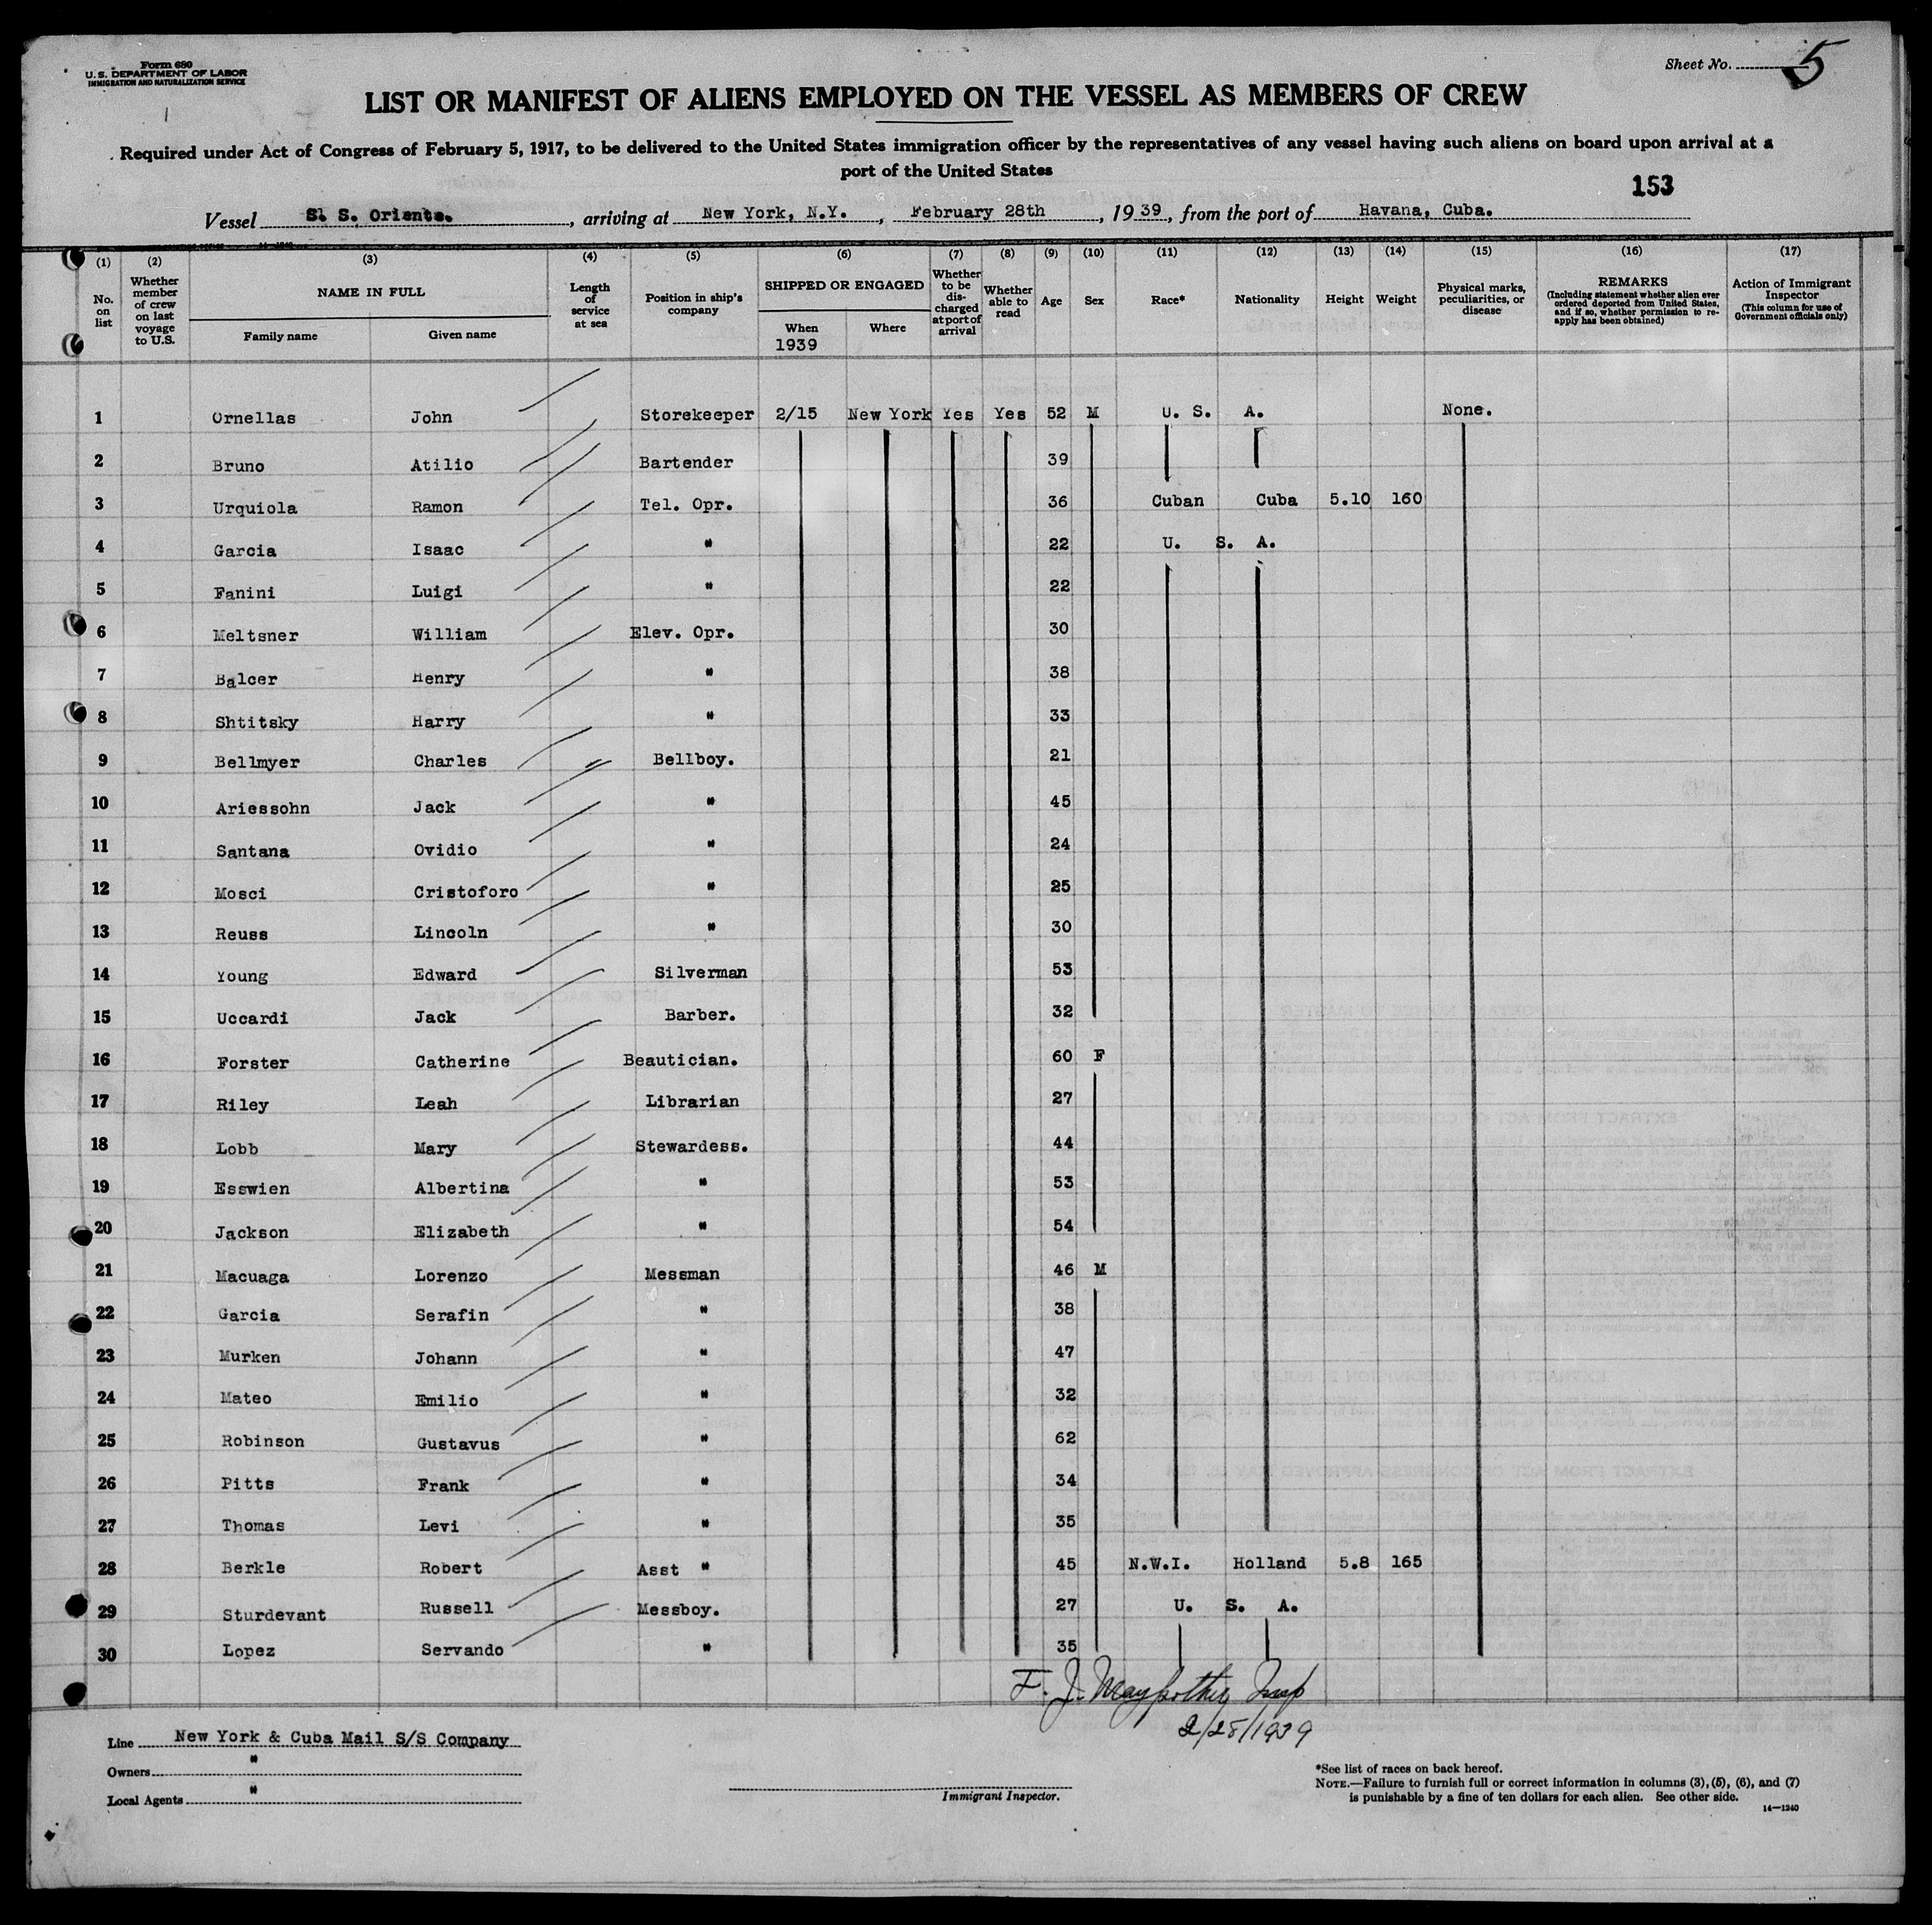 Form 680
U. S. DEPARTMENT OF LABOR
IMMIGRATION AND NATURALIZATION SERVICE
Sheet No. 5
LIST OR MANIFEST OF ALIENS EMPLOYED ON THE VESSEL AS MEMBERS OF CREW
Required under Act of Congress of February 5, 1917, to be delivered to the United States immigration officer by the representatives of any vessel having such aliens on board upon arrival at a
port of the United States
153
Vessel S. S. Oriente. , arriving at New York, N.Y. , February 28th , 1939 , from the port of Havana, Cuba.
(1) (2) (3) (4) (5) (6) (7) (8) (9) (10) (11) (12) (13) (14) (15) (16) (17)
No. on list
Whether member of crew on last voyage to U.S.
NAME IN FULL
Family name Given name
Length of service at sea
Position in ship's company
SHIPPED OR ENGAGED
When 1939 Where
Whether to be discharged at port of arrival
Whether able to read
Age Sex Race* Nationality Height Weight
Physical marks, peculiarities, or disease
REMARKS
(Including statement whether alien ever ordered deported from United States, and if so, whether permission to re-apply has been obtained)
Action of Immigrant Inspector
(This column for use of Government officials only)
1 Ornellas John Storekeeper 2/15 New York Yes Yes 52 M U. S. A. None.
2 Bruno Atilio Bartender 39
3 Urquiola Ramon Tel. Opr. 36 Cuban Cuba 5.10 160
4 Garcia Isaac " 22 U. S. A.
5 Fanini Luigi " 22
6 Meltsner William Elev. Opr. 30
7 Balcer Henry " 38
8 Shtitsky Harry " 33
9 Bellmyer Charles Bellboy. 21
10 Ariessohn Jack " 45
11 Santana Ovidio " 24
12 Mosci Cristoforo " 25
13 Reuss Lincoln " 30
14 Young Edward Silverman 53
15 Uccardi Jack Barber. 32
16 Forster Catherine Beautician. 60 F
17 Riley Leah Librarian 27
18 Lobb Mary Stewardess. 44
19 Esswien Albertina " 53
20 Jackson Elizabeth " 54
21 Macuaga Lorenzo Messman 46 M
22 Garcia Serafin " 38
23 Murken Johann " 47
24 Mateo Emilio " 32
25 Robinson Gustavus " 62
26 Pitts Frank " 34
27 Thomas Levi " 35
28 Berkle Robert Asst " 45 N.W.I. Holland 5.8 165
29 Sturdevant Russell Messboy. 27 U. S. A.
30 Lopez Servando " 35
F. J. Maypother Insp
2/28/1939
Line New York & Cuba Mail S/S Company
Owners "
Local Agents "
Immigrant Inspector.
*See list of races on back hereof.
NOTE.—Failure to furnish full or correct information in columns (3), (5), (6), and (7)
is punishable by a fine of ten dollars for each alien. See other side.
14—1240